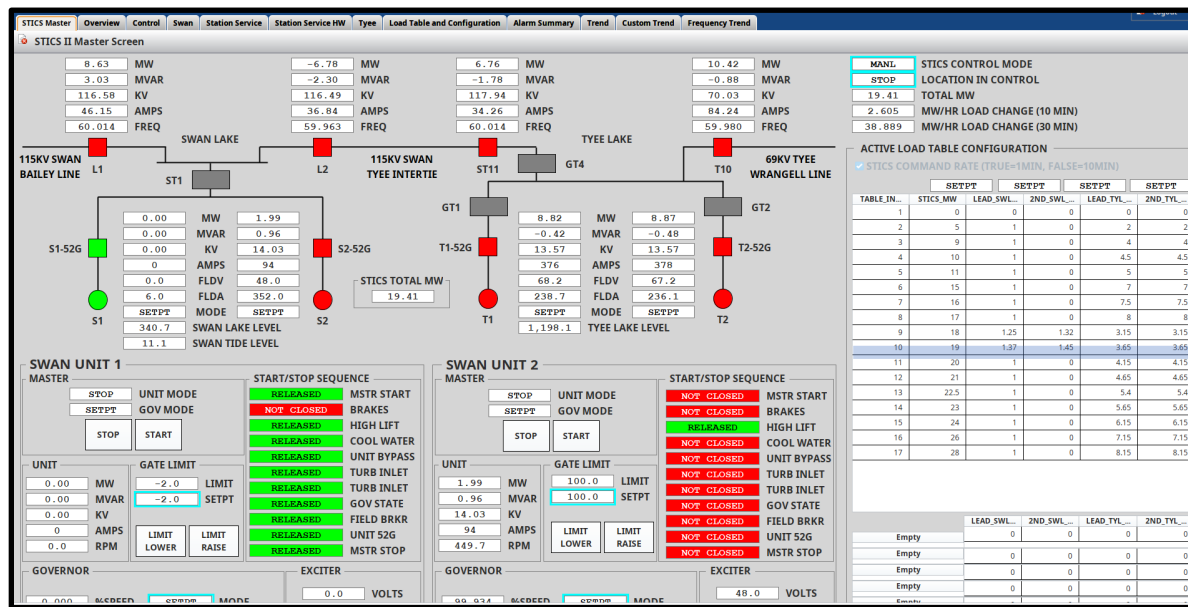 STICS Master Overview Control Swan Station Service Station Service HW Tyee Load Table and Configuration Alarm Summary Trend Custom Trend Frequency Trend
STICS II Master Screen
8.63 MW -6.78 MW 6.76 MW 10.42 MW MANL STICS CONTROL MODE
3.03 MVAR -2.30 MVAR -1.78 MVAR -0.88 MVAR STOP LOCATION IN CONTROL
116.58 KV 116.49 KV 117.94 KV 70.03 KV 19.41 TOTAL MW
46.15 AMPS 36.84 AMPS 34.26 AMPS 84.24 AMPS 2.605 MW/HR LOAD CHANGE (10 MIN)
60.014 FREQ 59.963 FREQ 60.014 FREQ 59.980 FREQ 38.889 MW/HR LOAD CHANGE (30 MIN)
SWAN LAKE TYEE LAKE
115KV SWAN
BAILEY LINE
L1
L2
115KV SWAN
TYEE INTERTIE
ST11
GT4
T10
69KV TYEE
WRANGELL LINE
ST1
GT1
GT2
0.00 MW 1.99
0.00 MVAR 0.96
0.00 KV 14.03
0 AMPS 94
0.0 FLDV 48.0
6.0 FLDA 352.0
SETPT MODE SETPT
340.7 SWAN LAKE LEVEL
11.1 SWAN TIDE LEVEL
S1-52G
S2-52G
S1
S2
STICS TOTAL MW
19.41
8.82 MW 8.87
-0.42 MVAR -0.48
13.57 KV 13.57
376 AMPS 378
68.2 FLDV 67.2
238.7 FLDA 236.1
SETPT MODE SETPT
1,198.1 TYEE LAKE LEVEL
T1-52G
T2-52G
T1
T2
ACTIVE LOAD TABLE CONFIGURATION
STICS COMMAND RATE (TRUE=1MIN, FALSE=10MIN)
SETPT SETPT SETPT SETPT
TABLE_IN... STICS_MW LEAD_SWL... 2ND_SWL_... LEAD_TYL_... 2ND_TYL_...
1 0 0 0 0 0
2 5 1 0 2 2
3 9 1 0 4 4
4 10 1 0 4.5 4.5
5 11 1 0 5 5
6 15 1 0 7 7
7 16 1 0 7.5 7.5
8 17 1 0 8 8
9 18 1.25 1.32 3.15 3.15
10 19 1.37 1.45 3.65 3.65
11 20 1 0 4.15 4.15
12 21 1 0 4.65 4.65
13 22.5 1 0 5.4 5.4
14 23 1 0 5.65 5.65
15 24 1 0 6.15 6.15
16 26 1 0 7.15 7.15
17 28 1 0 8.15 8.15
LEAD_SWL... 2ND_SWL_... LEAD_TYL_... 2ND_TYL_...
Empty 0 0 0 0
Empty 0 0 0 0
Empty 0 0 0 0
Empty 0 0 0 0
Empty
SWAN UNIT 1
MASTER
STOP UNIT MODE
SETPT GOV MODE
STOP START
START/STOP SEQUENCE
RELEASED MSTR START
NOT CLOSED BRAKES
RELEASED HIGH LIFT
RELEASED COOL WATER
RELEASED UNIT BYPASS
RELEASED TURB INLET
RELEASED TURB INLET
RELEASED GOV STATE
RELEASED FIELD BRKR
RELEASED UNIT 52G
RELEASED MSTR STOP
UNIT
0.00 MW
0.00 MVAR
0.00 KV
0 AMPS
0.0 RPM
GATE LIMIT
-2.0 LIMIT
-2.0 SETPT
LIMIT LOWER
LIMIT RAISE
GOVERNOR
0.000 %SPEED SETPT MODE
EXCITER
0.0 VOLTS
SWAN UNIT 2
MASTER
STOP UNIT MODE
SETPT GOV MODE
STOP START
START/STOP SEQUENCE
NOT CLOSED MSTR START
NOT CLOSED BRAKES
RELEASED HIGH LIFT
NOT CLOSED COOL WATER
NOT CLOSED UNIT BYPASS
NOT CLOSED TURB INLET
NOT CLOSED TURB INLET
NOT CLOSED GOV STATE
NOT CLOSED FIELD BRKR
NOT CLOSED UNIT 52G
NOT CLOSED MSTR STOP
UNIT
1.99 MW
0.96 MVAR
14.03 KV
94 AMPS
449.7 RPM
GATE LIMIT
100.0 LIMIT
100.0 SETPT
LIMIT LOWER
LIMIT RAISE
GOVERNOR
99.934 %SPEED SETPT MODE
EXCITER
48.0 VOLTS